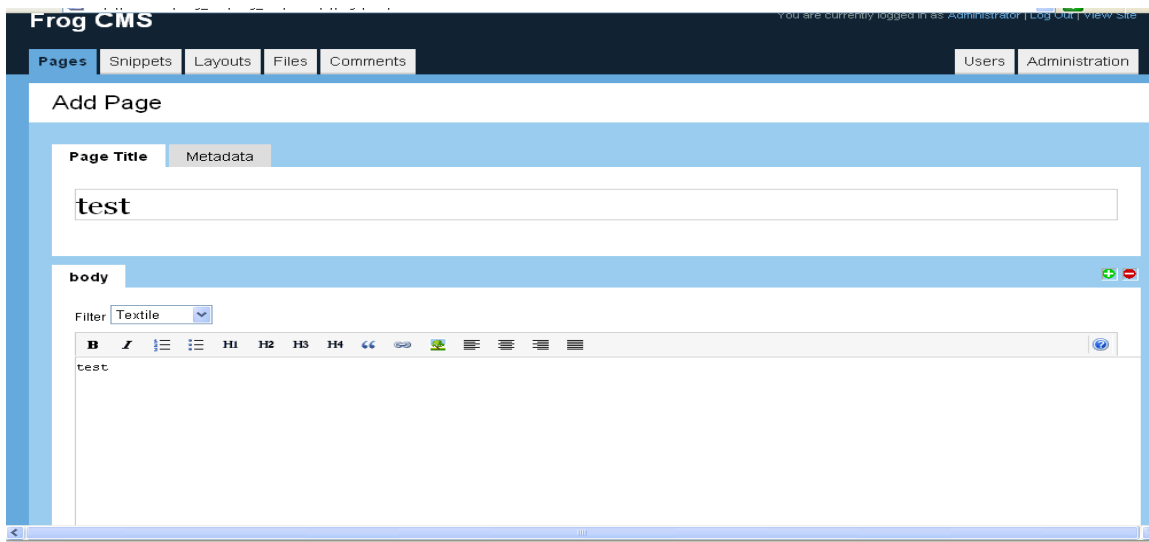 Frog CMS
You are currently logged in as Administrator | Log Out | View Site
Pages Snippets Layouts Files Comments Users Administration
Add Page
Page Title Metadata
test
body
Filter Textile
B I H1 H2 H3 H4
test